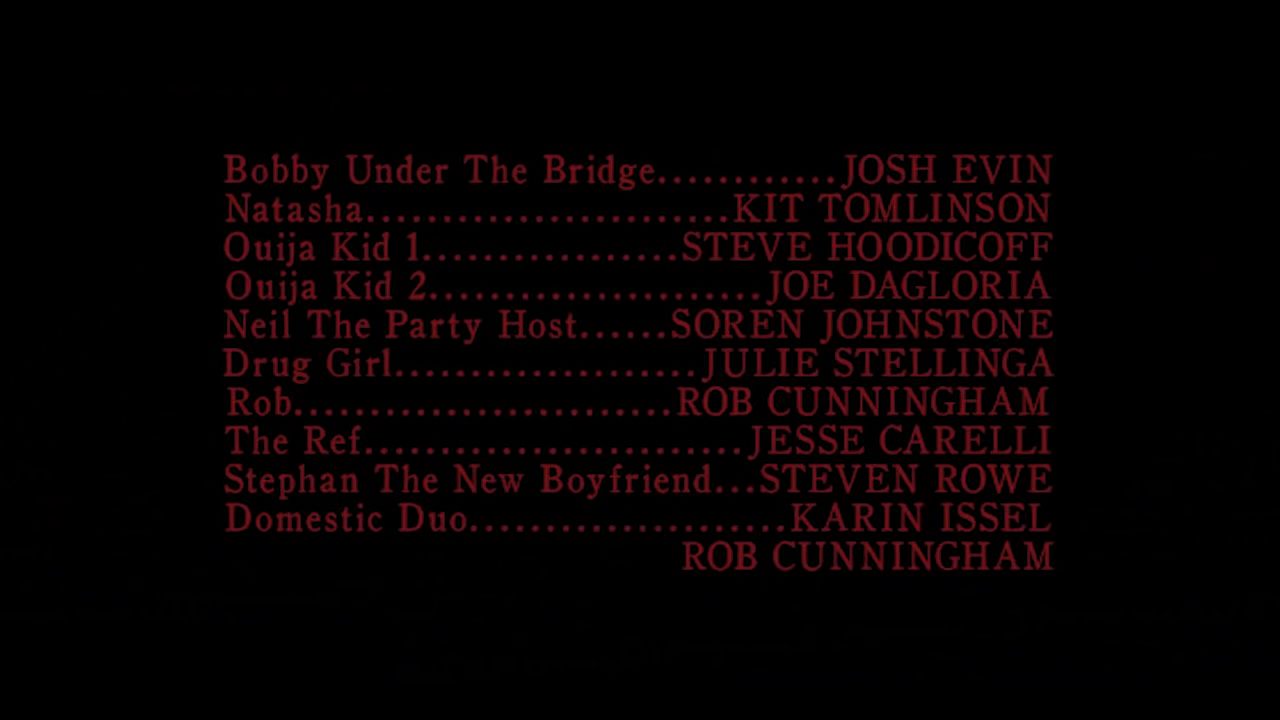 Bobby Under The Bridge............JOSH EVIN
Natasha........................KIT TOMLINSON
Ouija Kid 1.................STEVE HOODICOFF
Ouija Kid 2......................JOE DAGLORIA
Neil The Party Host......SOREN JOHNSTONE
Drug Girl....................JULIE STELLINGA
Rob.........................ROB CUNNINGHAM
The Ref.........................JESSE CARELLI
Stephan The New Boyfriend...STEVEN ROWE
Domestic Duo.....................KARIN ISSEL
ROB CUNNINGHAM